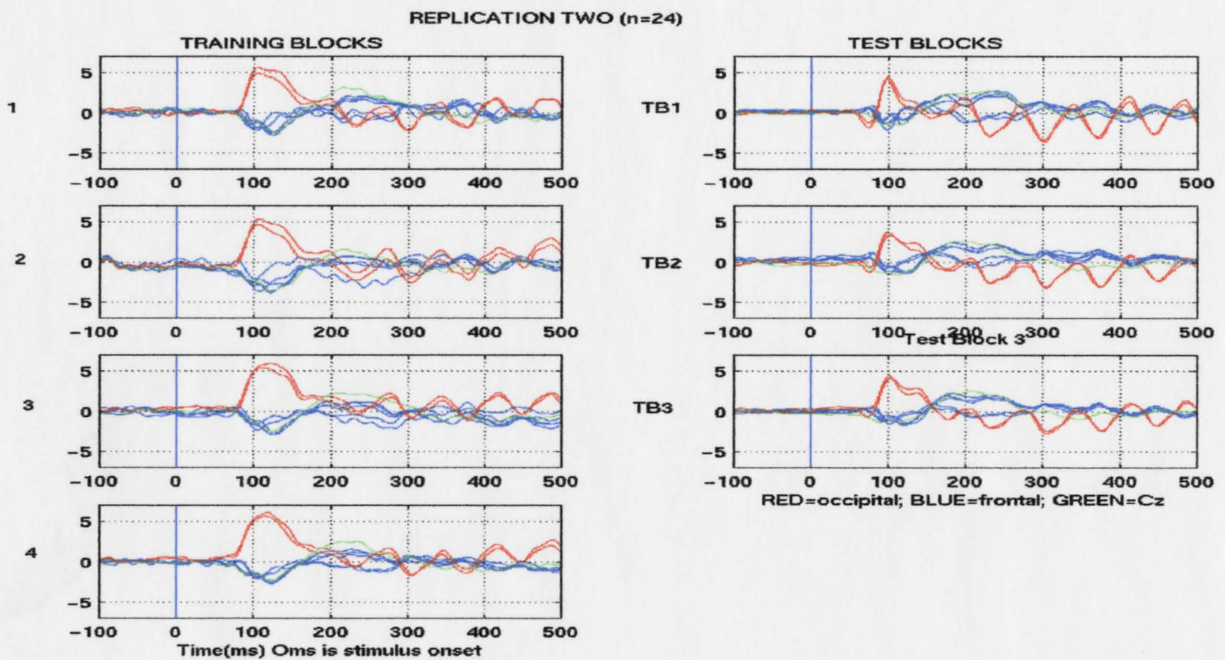 REPLICATION TWO (n=24)
TRAINING BLOCKS
TEST BLOCKS
1
5
0
-5
-100 0 100 200 300 400 500
TB1
5
0
-5
-100 0 100 200 300 400 500
2
5
0
-5
-100 0 100 200 300 400 500
TB2
5
0
-5
-100 0 100 200 300 400 500
Test Block 3
3
5
0
-5
-100 0 100 200 300 400 500
TB3
5
0
-5
-100 0 100 200 300 400 500
RED=occipital; BLUE=frontal; GREEN=Cz
4
5
0
-5
-100 0 100 200 300 400 500
Time(ms) 0ms is stimulus onset